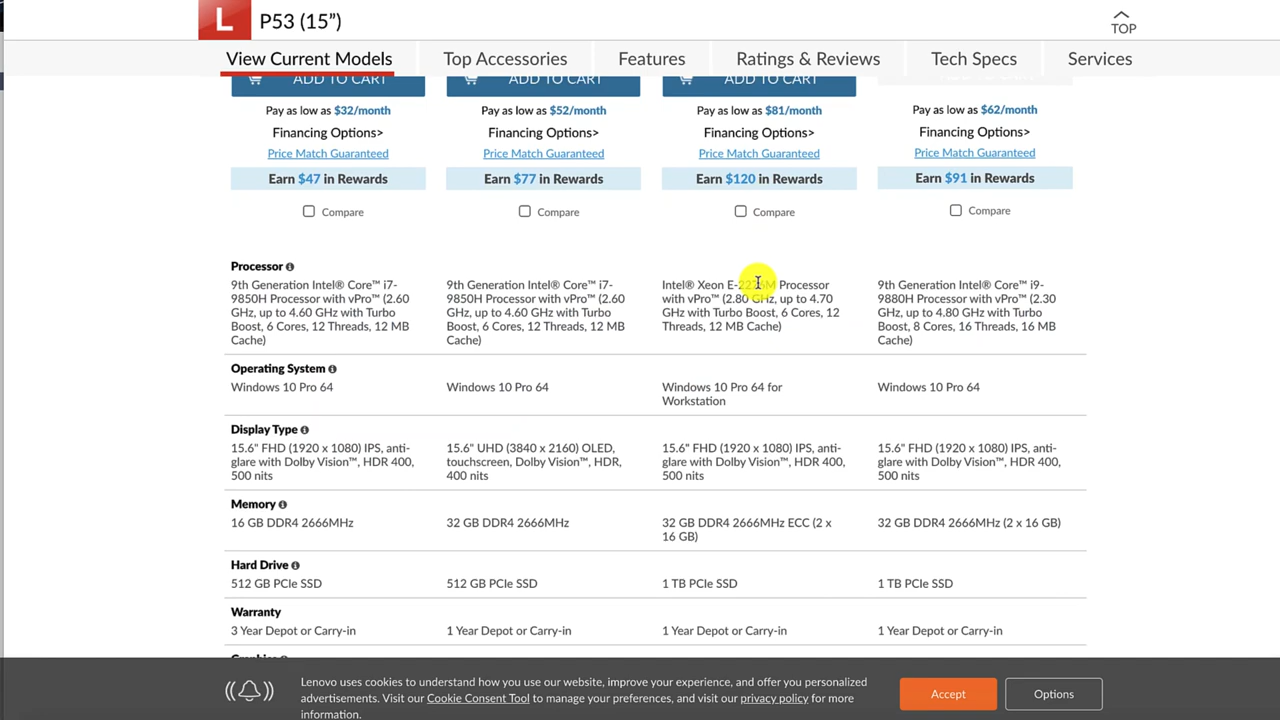 L P53 (15”)
TOP
View Current Models Top Accessories Features Ratings & Reviews Tech Specs Services
ADD TO CART ADD TO CART ADD TO CART ADD TO CART
Pay as low as $32/month Pay as low as $52/month Pay as low as $81/month Pay as low as $62/month
Financing Options> Financing Options> Financing Options> Financing Options>
Price Match Guaranteed Price Match Guaranteed Price Match Guaranteed Price Match Guaranteed
Earn $47 in Rewards Earn $77 in Rewards Earn $120 in Rewards Earn $91 in Rewards
Compare Compare Compare Compare
Processor
9th Generation Intel® Core™ i7-
9850H Processor with vPro™ (2.60
GHz, up to 4.60 GHz with Turbo
Boost, 6 Cores, 12 Threads, 12 MB
Cache)
9th Generation Intel® Core™ i7-
9850H Processor with vPro™ (2.60
GHz, up to 4.60 GHz with Turbo
Boost, 6 Cores, 12 Threads, 12 MB
Cache)
Intel® Xeon Processor
with vPro™ (2.80 GHz, up to 4.70
GHz with Turbo Boost, 6 Cores, 12
Threads, 12 MB Cache)
9th Generation Intel® Core™ i9-
9880H Processor with vPro™ (2.30
GHz, up to 4.80 GHz with Turbo
Boost, 8 Cores, 16 Threads, 16 MB
Cache)
Operating System
Windows 10 Pro 64
Windows 10 Pro 64
Windows 10 Pro 64 for
Workstation
Windows 10 Pro 64
Display Type
15.6" FHD (1920 x 1080) IPS, anti-
glare with Dolby Vision™, HDR 400,
500 nits
15.6" UHD (3840 x 2160) OLED,
touchscreen, Dolby Vision™, HDR,
400 nits
15.6" FHD (1920 x 1080) IPS, anti-
glare with Dolby Vision™, HDR 400,
500 nits
15.6" FHD (1920 x 1080) IPS, anti-
glare with Dolby Vision™, HDR 400,
500 nits
Memory
16 GB DDR4 2666MHz
32 GB DDR4 2666MHz
32 GB DDR4 2666MHz ECC (2 x
16 GB)
32 GB DDR4 2666MHz (2 x 16 GB)
Hard Drive
512 GB PCIe SSD
512 GB PCIe SSD
1 TB PCIe SSD
1 TB PCIe SSD
Warranty
3 Year Depot or Carry-in
1 Year Depot or Carry-in
1 Year Depot or Carry-in
1 Year Depot or Carry-in
Lenovo uses cookies to understand how you use our website, improve your experience, and offer you personalized
advertisements. Visit our Cookie Consent Tool to manage your preferences, and visit our privacy policy for more
information.
Accept
Options